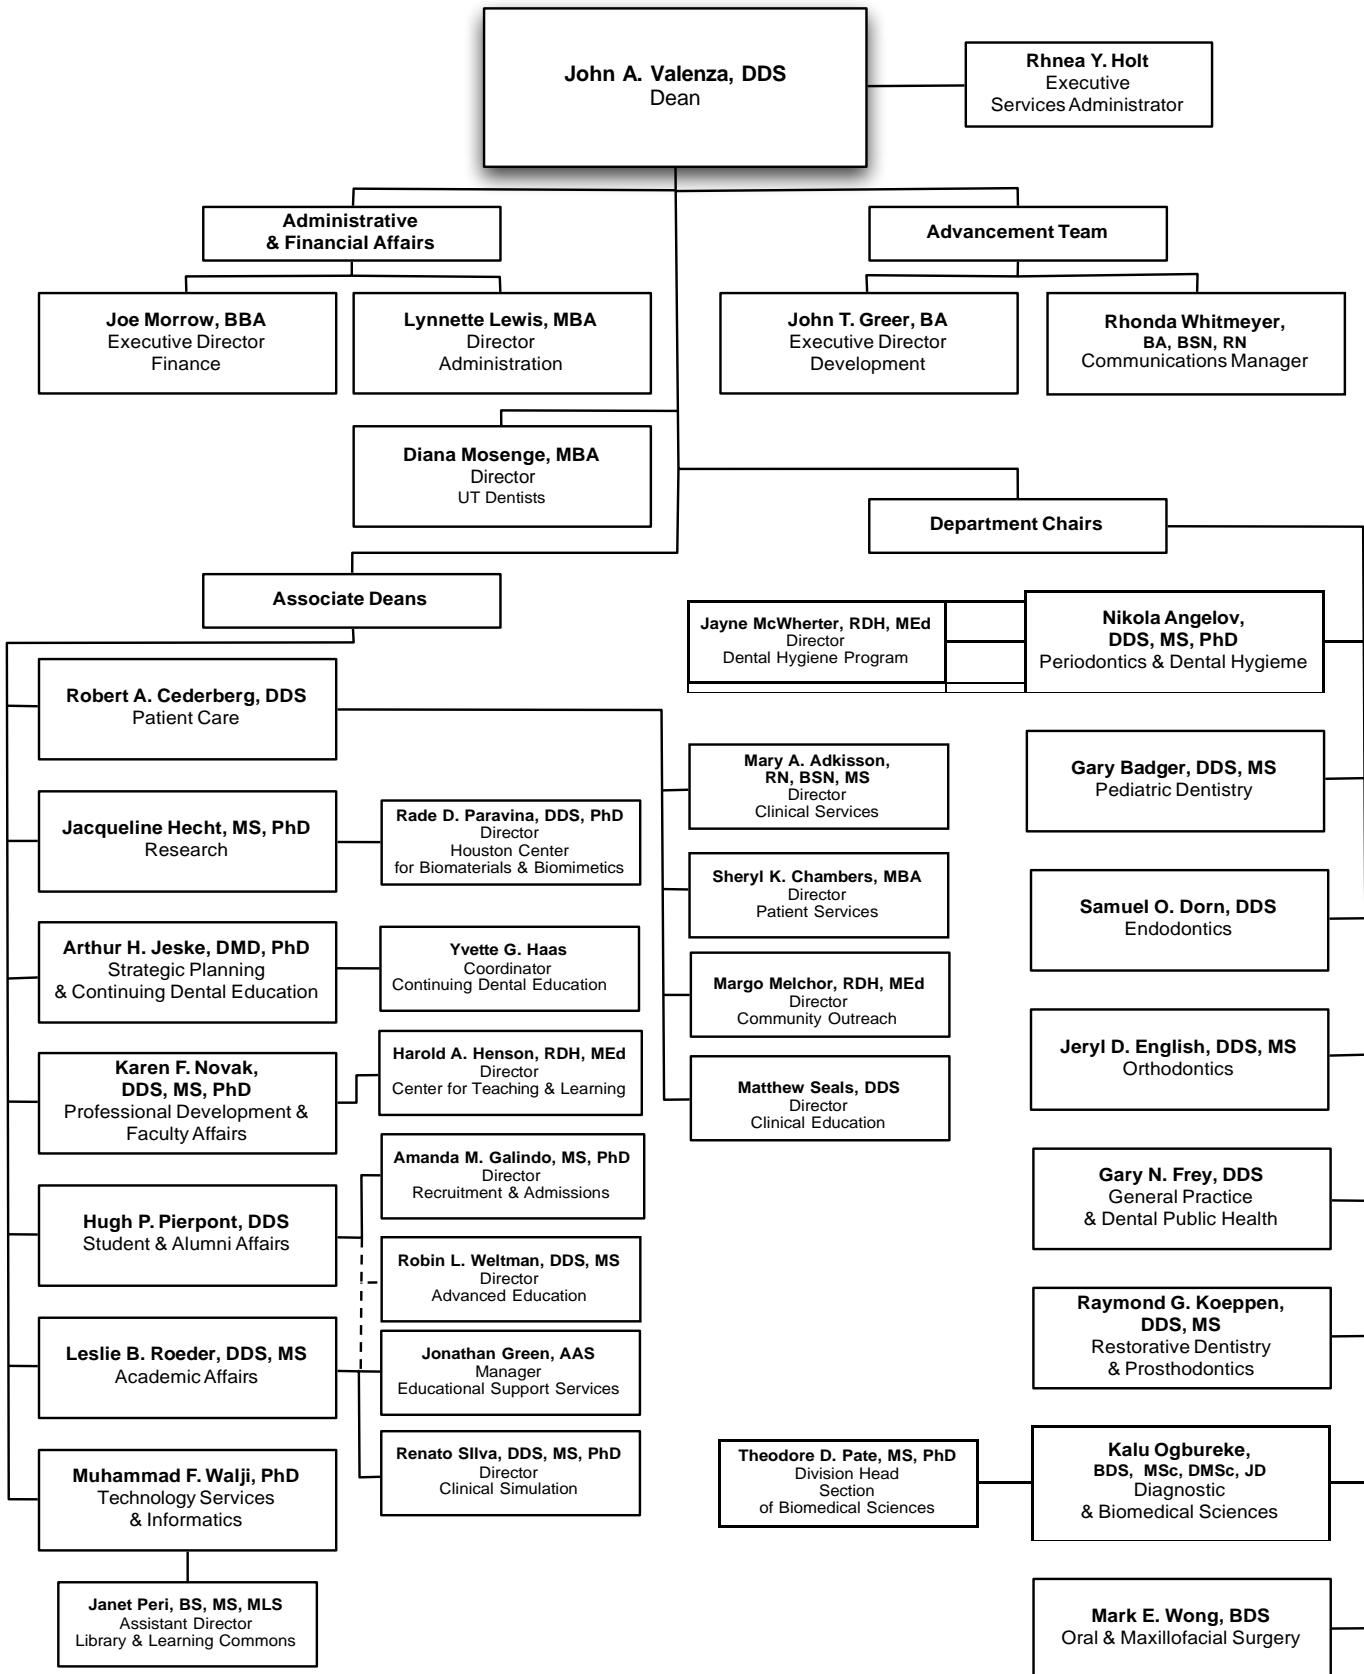 John A. Valenza, DDS
Dean
Rhnea Y. Holt
Executive
Services Administrator
Administrative
& Financial Affairs
Advancement Team
Joe Morrow, BBA
Executive Director
Finance
Lynnette Lewis, MBA
Director
Administration
John T. Greer, BA
Executive Director
Development
Rhonda Whitmeyer,
BA, BSN, RN
Communications Manager
Diana Mosenge, MBA
Director
UT Dentists
Department Chairs
Associate Deans
Jayne McWherter, RDH, MEd
Director
Dental Hygiene Program
Nikola Angelov,
DDS, MS, PhD
Periodontics & Dental Hygieme
Robert A. Cederberg, DDS
Patient Care
Mary A. Adkisson,
RN, BSN, MS
Director
Clinical Services
Gary Badger, DDS, MS
Pediatric Dentistry
Jacqueline Hecht, MS, PhD
Research
Rade D. Paravina, DDS, PhD
Director
Houston Center
for Biomaterials & Biomimetics
Sheryl K. Chambers, MBA
Director
Patient Services
Samuel O. Dorn, DDS
Endodontics
Arthur H. Jeske, DMD, PhD
Strategic Planning
& Continuing Dental Education
Yvette G. Haas
Coordinator
Continuing Dental Education
Margo Melchor, RDH, MEd
Director
Community Outreach
Jeryl D. English, DDS, MS
Orthodontics
Karen F. Novak,
DDS, MS, PhD
Professional Development &
Faculty Affairs
Harold A. Henson, RDH, MEd
Director
Center for Teaching & Learning
Matthew Seals, DDS
Director
Clinical Education
Amanda M. Galindo, MS, PhD
Director
Recruitment & Admissions
Gary N. Frey, DDS
General Practice
& Dental Public Health
Hugh P. Pierpont, DDS
Student & Alumni Affairs
Robin L. Weltman, DDS, MS
Director
Advanced Education
Raymond G. Koeppen,
DDS, MS
Restorative Dentistry
& Prosthodontics
Leslie B. Roeder, DDS, MS
Academic Affairs
Jonathan Green, AAS
Manager
Educational Support Services
Renato SIlva, DDS, MS, PhD
Director
Clinical Simulation
Theodore D. Pate, MS, PhD
Division Head
Section
of Biomedical Sciences
Kalu Ogbureke,
BDS, MSc, DMSc, JD
Diagnostic
& Biomedical Sciences
Muhammad F. Walji, PhD
Technology Services
& Informatics
Janet Peri, BS, MS, MLS
Assistant Director
Library & Learning Commons
Mark E. Wong, BDS
Oral & Maxillofacial Surgery